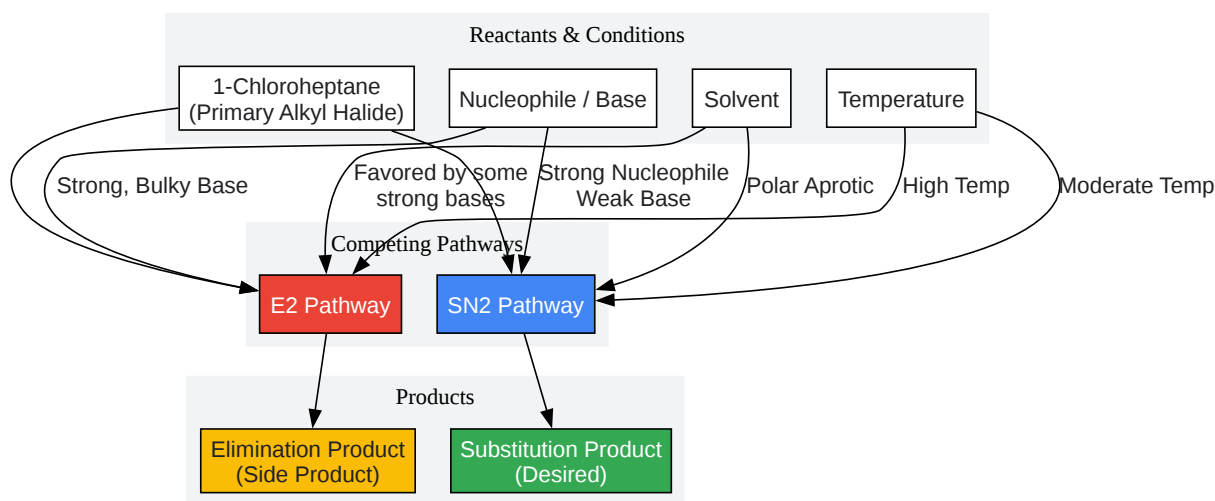 Reactants & Conditions
1-Chloroheptane
(Primary Alkyl Halide)
Nucleophile / Base
Solvent
Temperature
Strong, Bulky Base
Favored by some
strong bases
Strong Nucleophile
Weak Base
Polar Aprotic
High Temp
Moderate Temp
Competing Pathways
E2 Pathway
SN2 Pathway
Products
Elimination Product
(Side Product)
Substitution Product
(Desired)